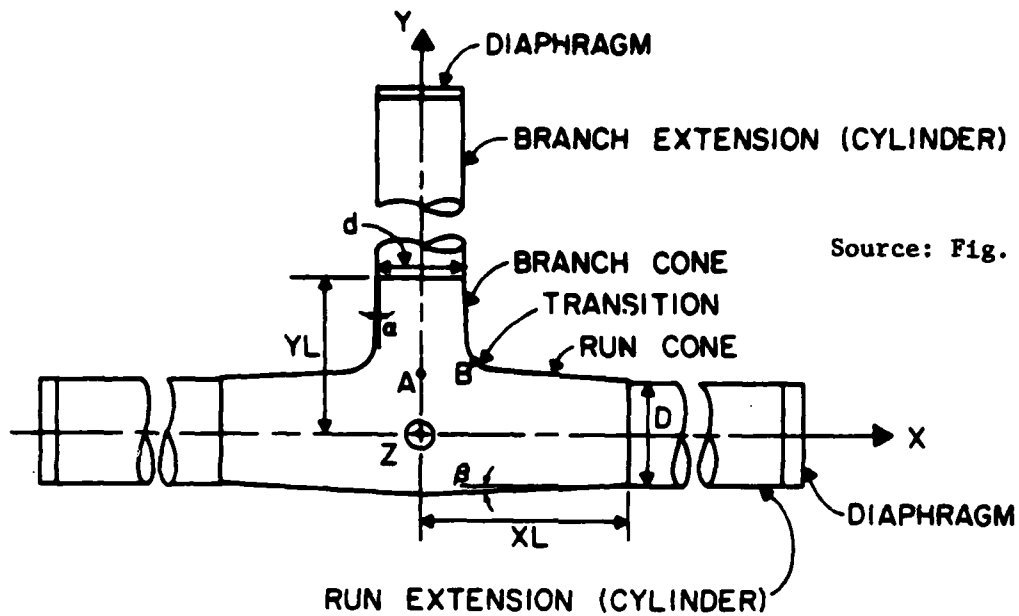 Y
DIAPHRAGM
BRANCH EXTENSION (CYLINDER)
d
Source: Fig.
BRANCH CONE
TRANSITION
α
RUN CONE
YL
A
B
D
Z
X
β
DIAPHRAGM
XL
RUN EXTENSION (CYLINDER)